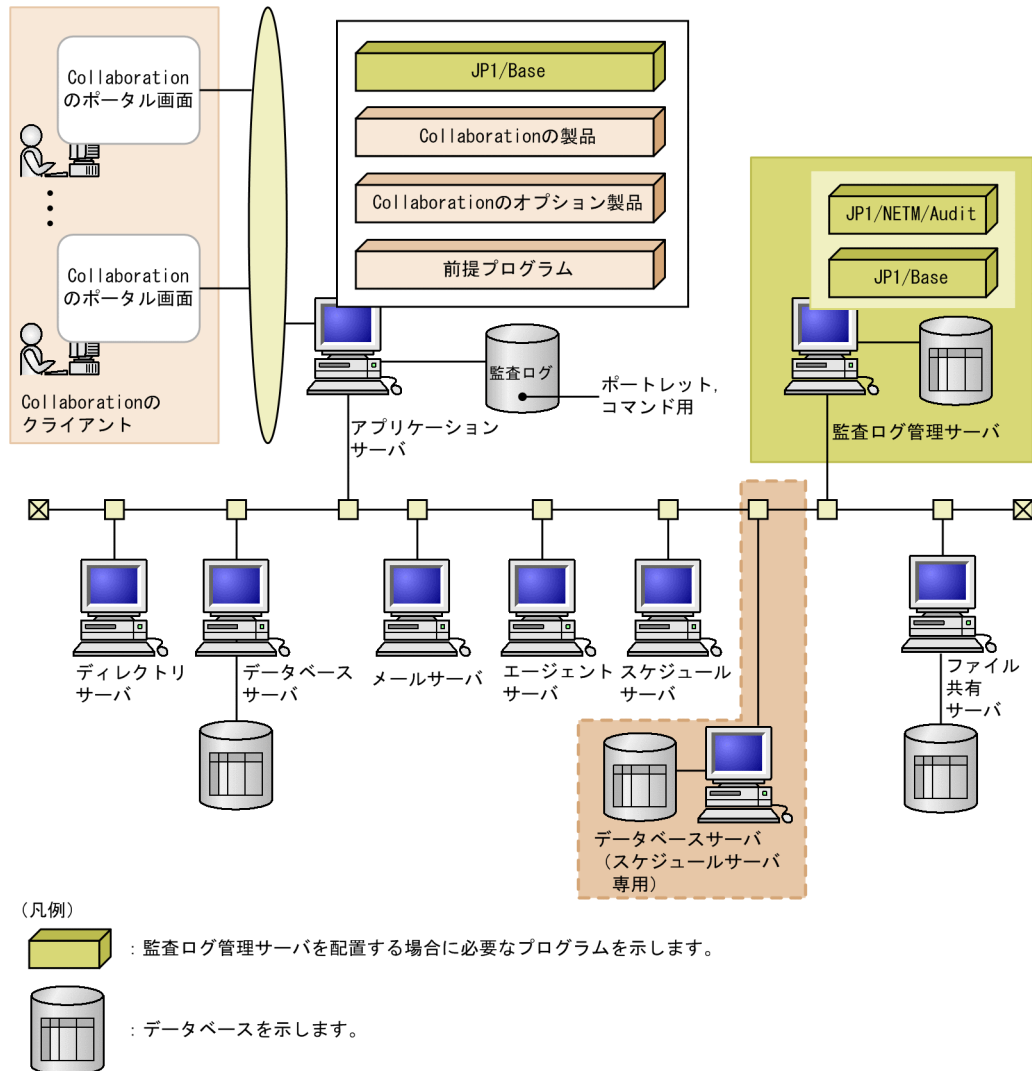 Collaboration
のポータル画面
Collaboration
のポータル画面
Collaborationの
クライアント
JP1/Base
Collaborationの製品
Collaborationのオプション製品
前提プログラム
監査ログ
ポートレット，
コマンド用
アプリケーション
サーバ
JP1/NETM/Audit
JP1/Base
監査ログ管理サーバ
ディレクトリ
サーバ
データベース
サーバ
メールサーバ
エージェント
サーバ
スケジュール
サーバ
ファイル
共有
サーバ
データベースサーバ
（スケジュールサーバ
専用）
（凡例）
：監査ログ管理サーバを配置する場合に必要なプログラムを示します。
：データベースを示します。